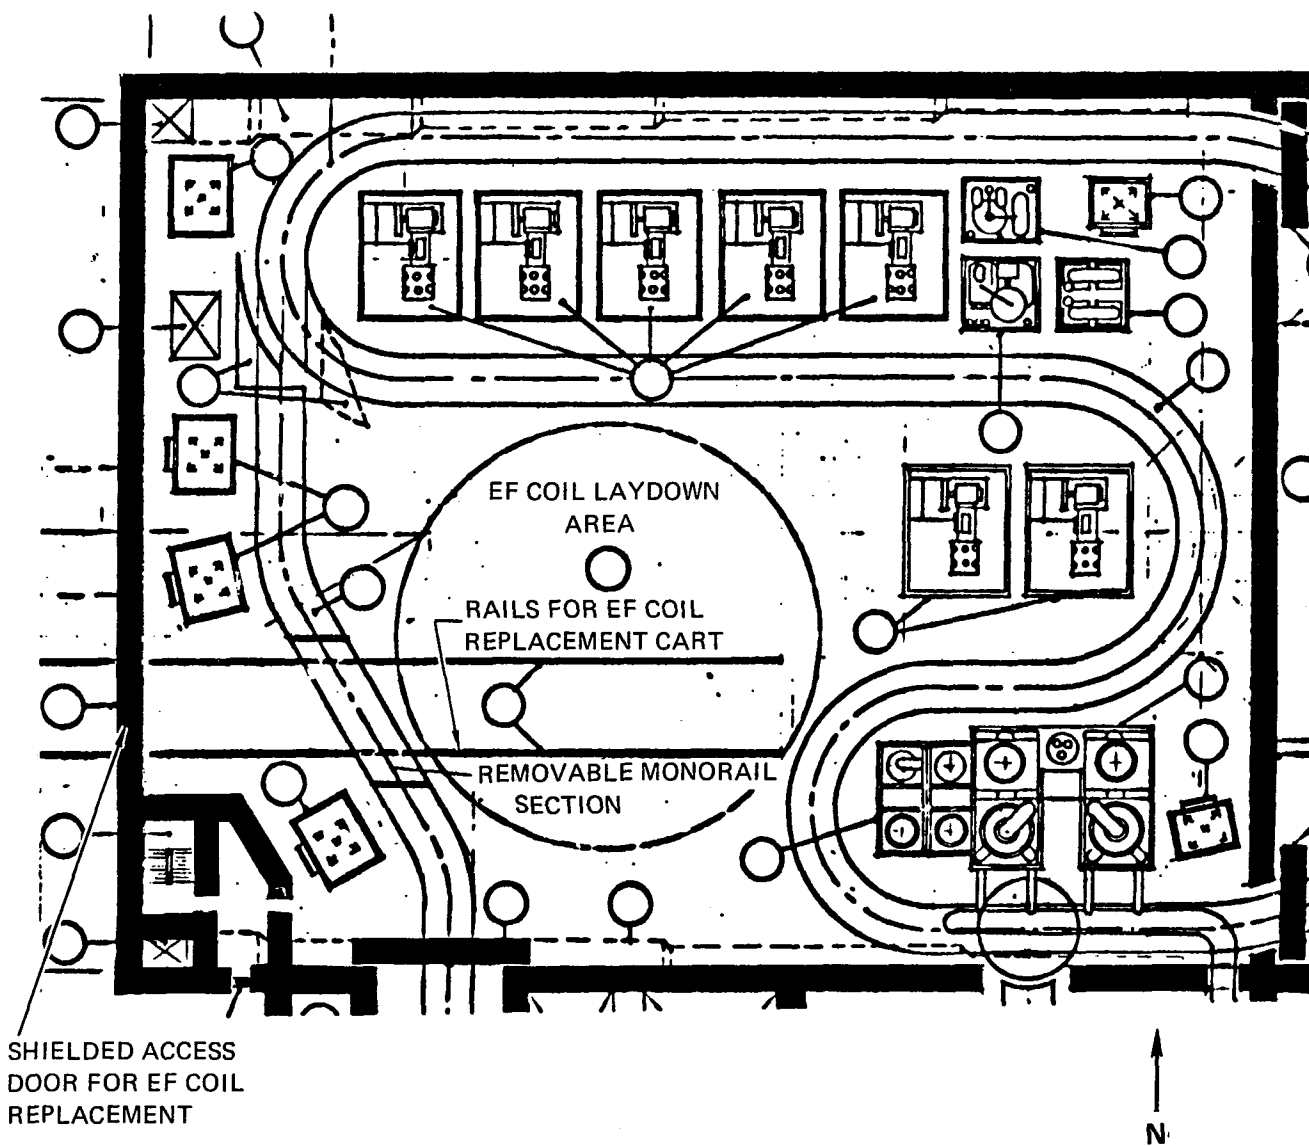 EF COIL LAYDOWN
AREA
RAILS FOR EF COIL
REPLACEMENT CART
REMOVABLE MONORAIL
SECTION
SHIELDED ACCESS
DOOR FOR EF COIL
REPLACEMENT
N